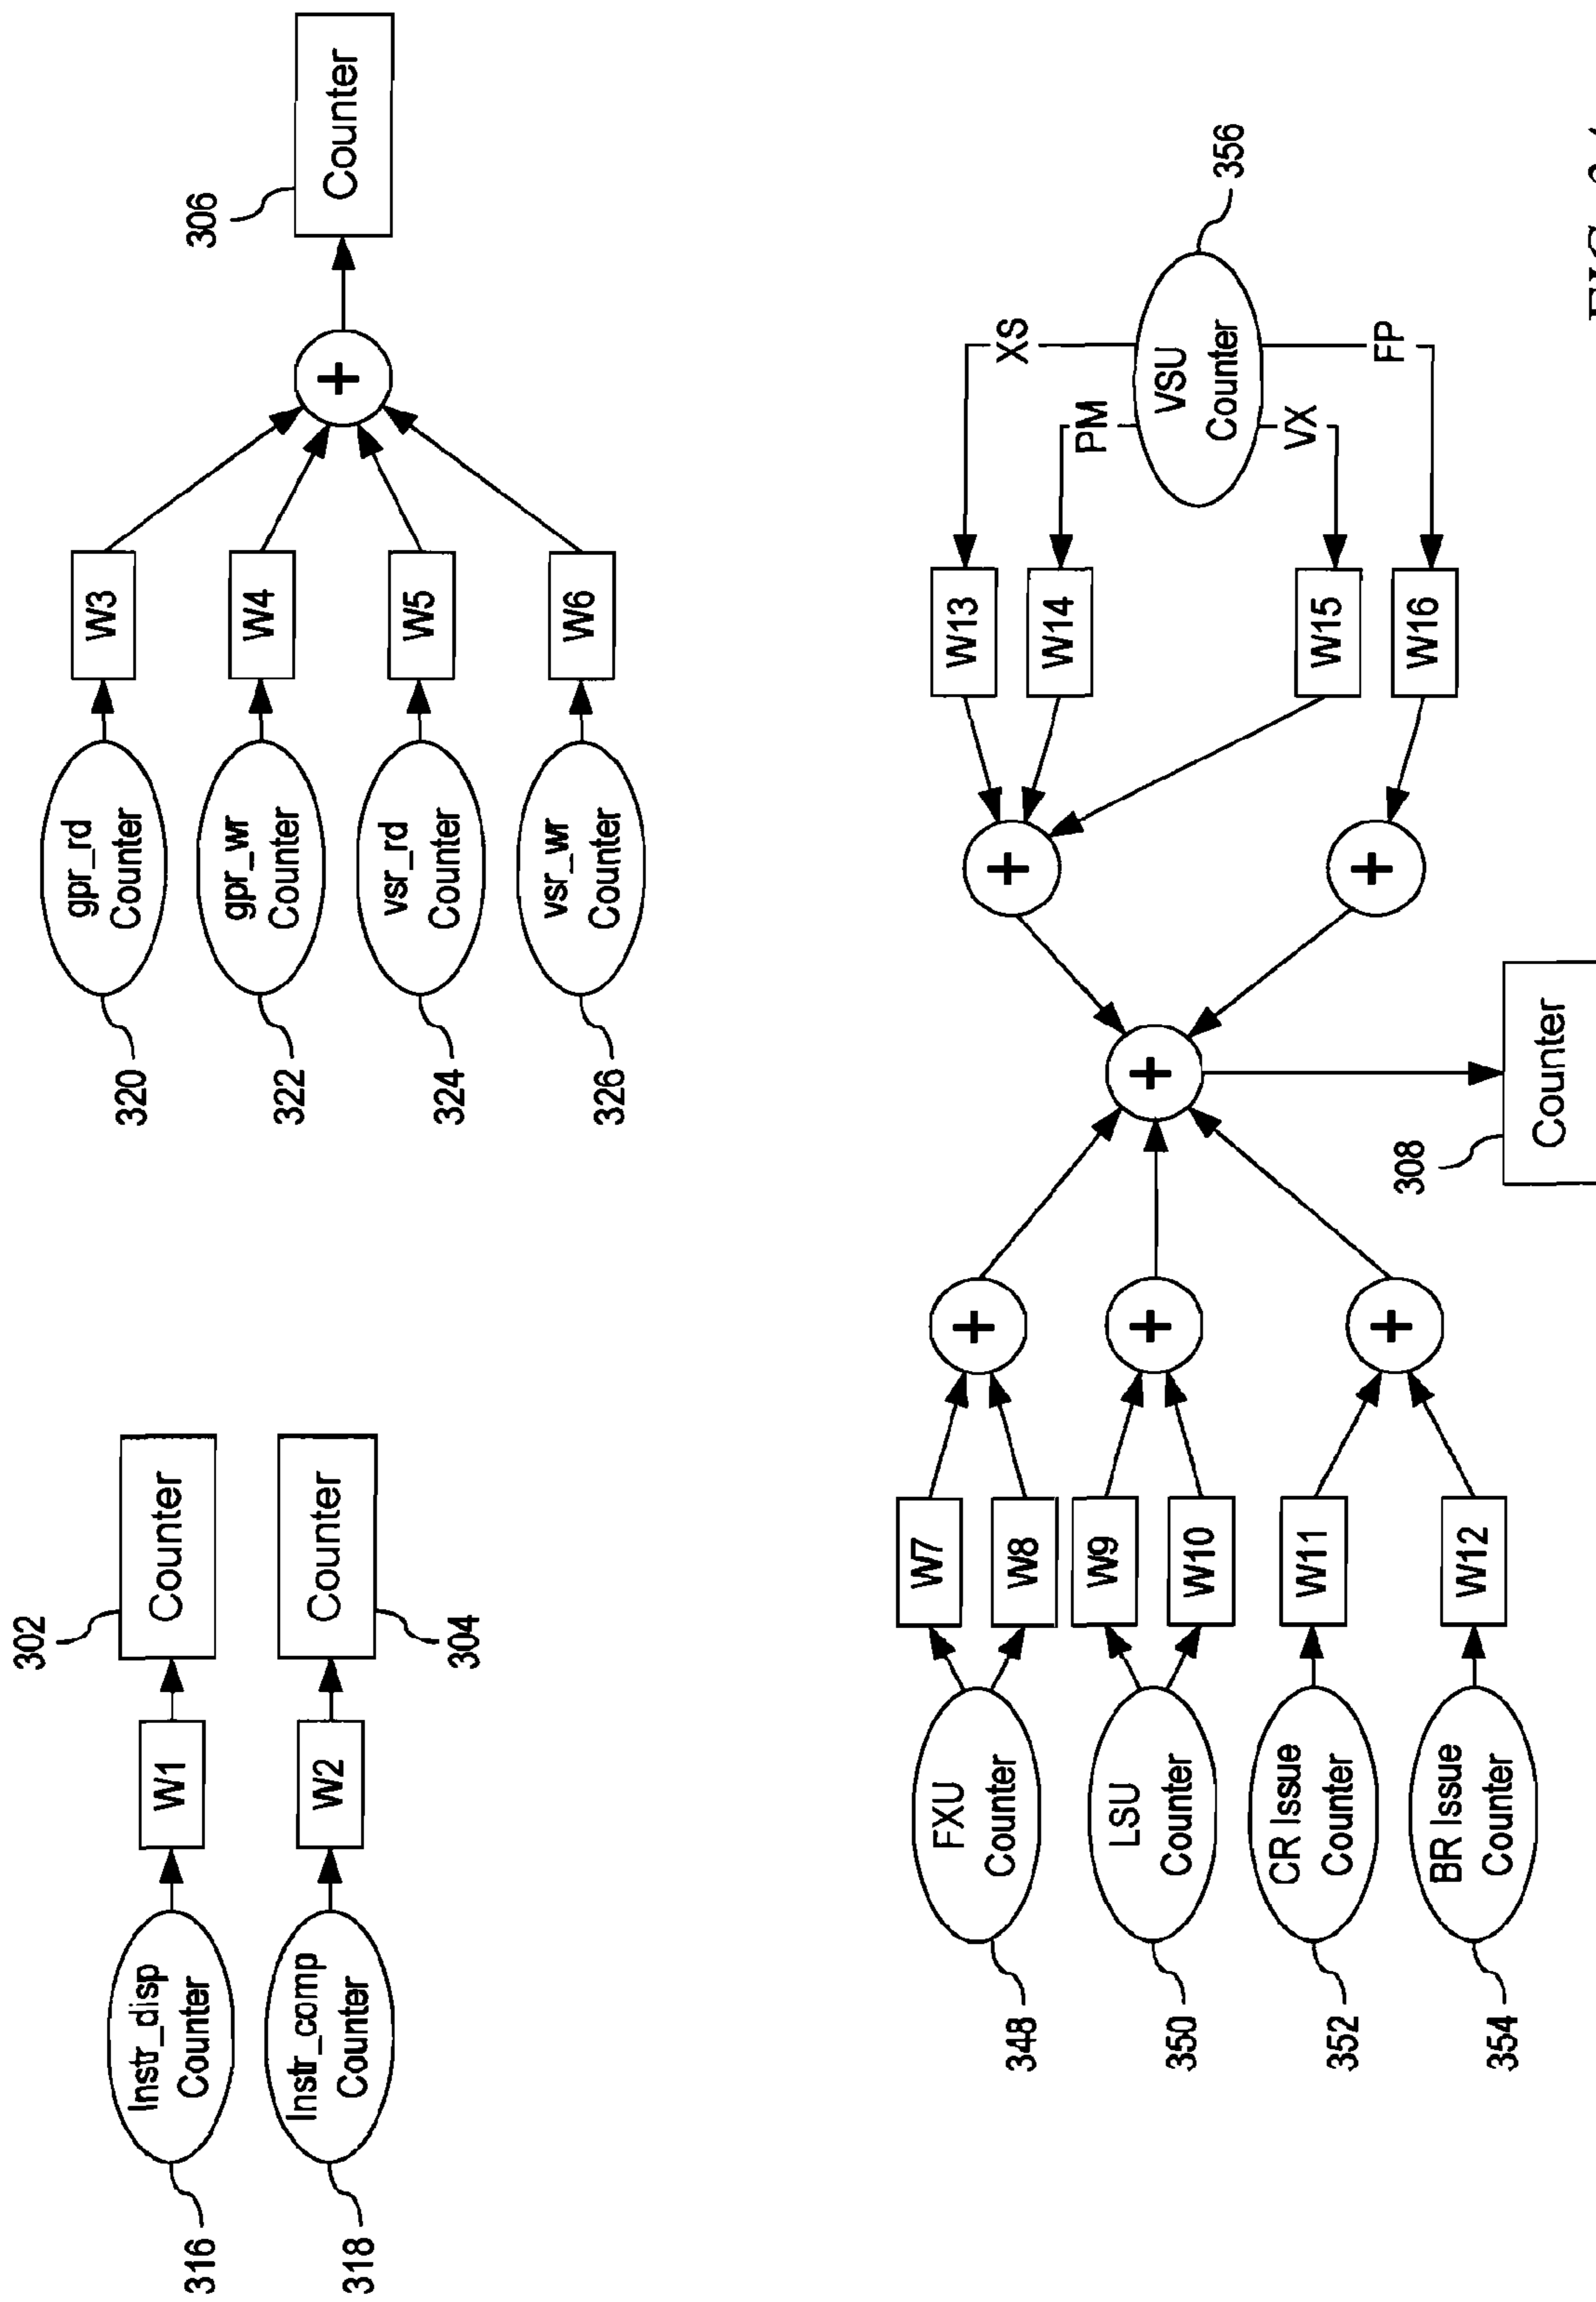 302
Instr_disp
Counter
W1
Counter
316
Instr_comp
Counter
W2
Counter
318
304
gpr_rd
Counter
W3
320
gpr_wr
Counter
W4
322
vsr_rd
Counter
W5
324
vsr_wr
Counter
W6
326
+
306
Counter
FXU
Counter
W7
W8
348
LSU
Counter
W9
W10
350
CR Issue
Counter
W11
352
BR Issue
Counter
W12
354
+
+
+
+
308
Counter
+
+
W13
W14
W15
W16
XS
PM
VSU
Counter
VX
FP
356
FIG.